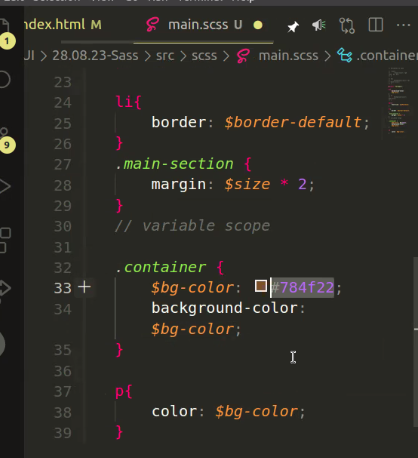 ndex.html M
main.scss U
UI > 28.08.23-Sass > src > scss > main.scss > .container
1
9
23
24 li{
25 border: $border-default;
26 }
27 .main-section {
28 margin: $size * 2;
29 }
30 // variable scope
31
32 .container {
33 $bg-color: #784f22;
34 background-color:
$bg-color;
35 }
36
37 p{
38 color: $bg-color;
39 }